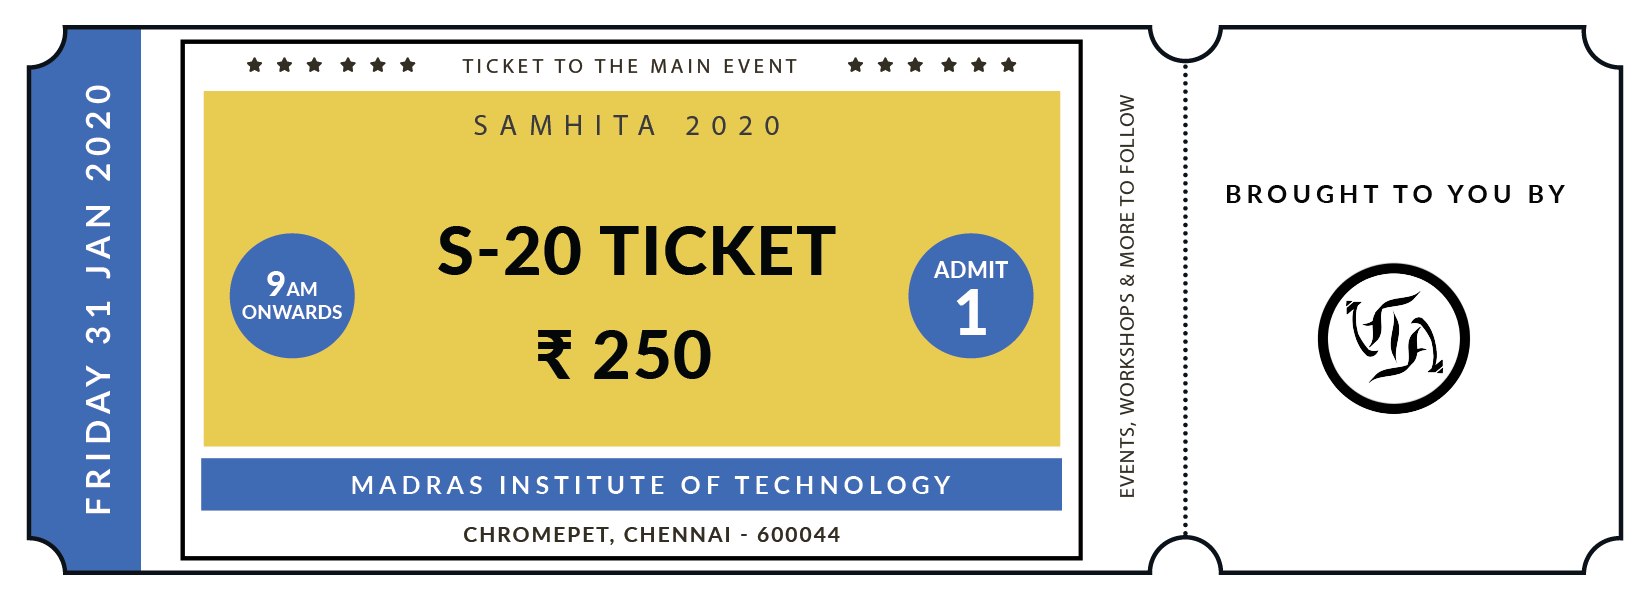 FRIDAY 31 JAN 2020
TICKET TO THE MAIN EVENT
SAMHITA 2020
S-20 TICKET
₹ 250
9AM
ONWARDS
ADMIT
1
MADRAS INSTITUTE OF TECHNOLOGY
CHROMEPET, CHENNAI - 600044
EVENTS, WORKSHOPS & MORE TO FOLLOW
BROUGHT TO YOU BY